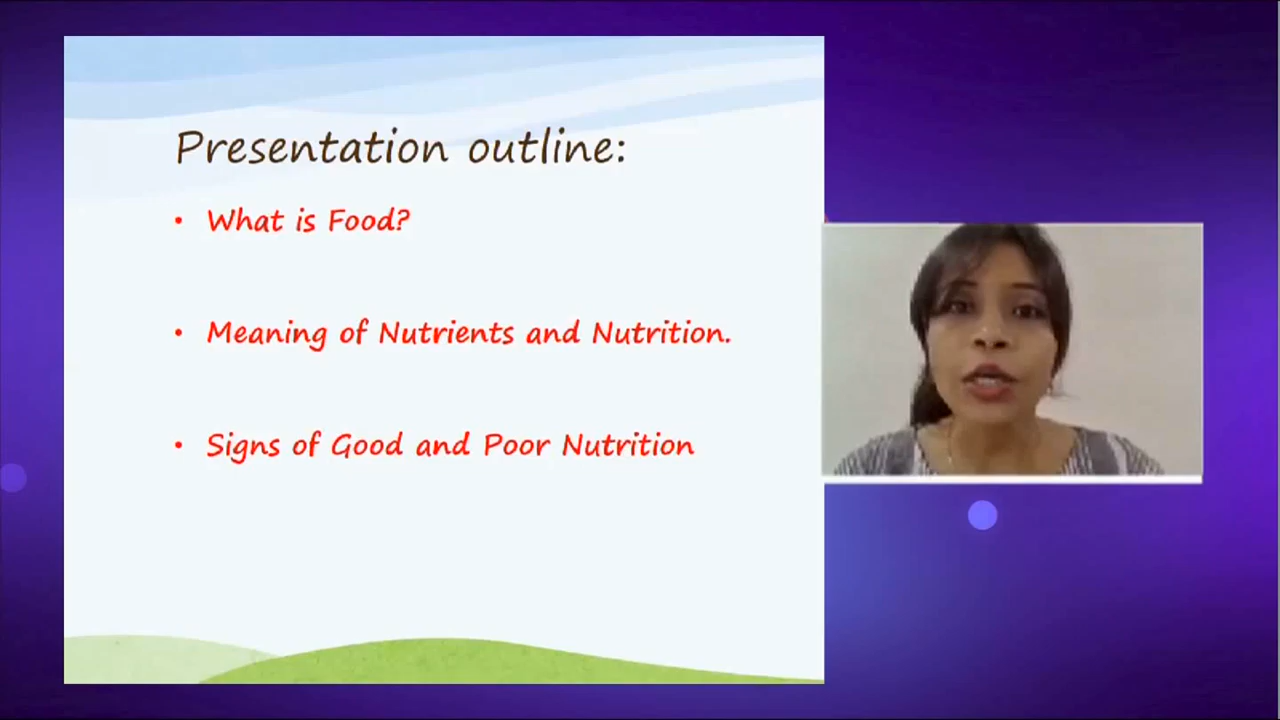 Presentation outline:
• What is Food?
• Meaning of Nutrients and Nutrition.
• Signs of Good and Poor Nutrition